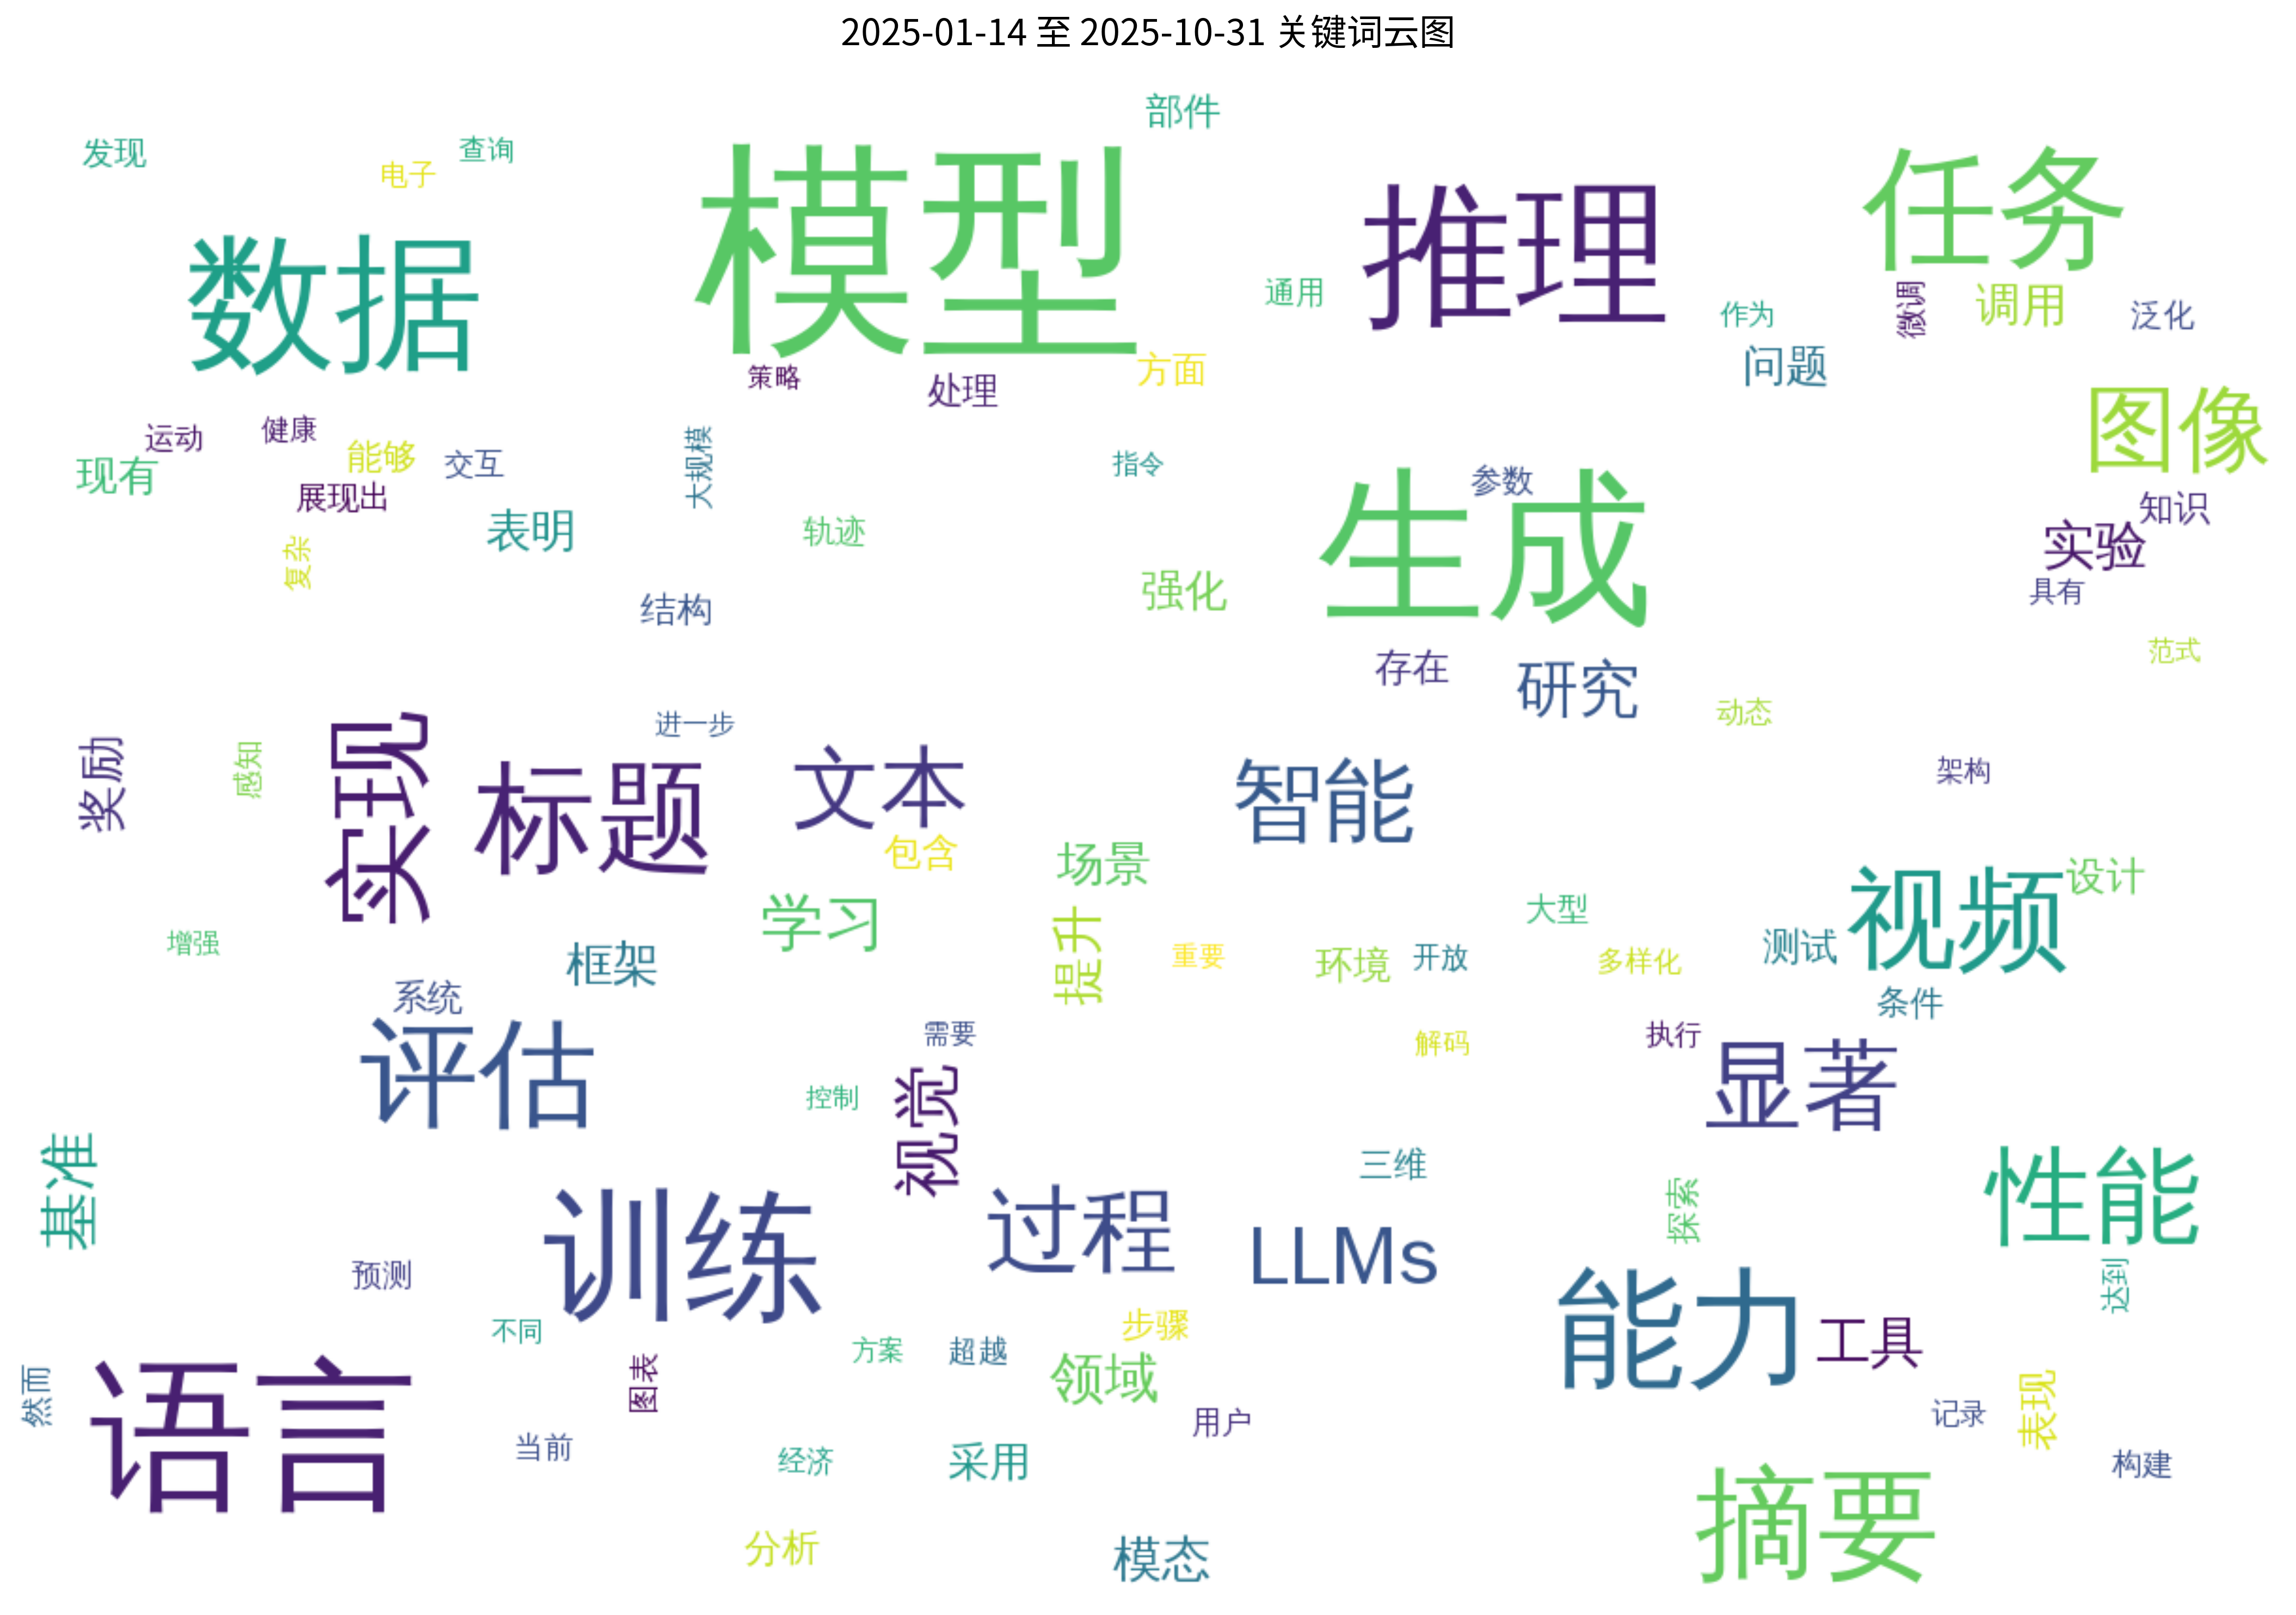 2025-01-14 至 2025-10-31 关键词云图
部件
发现
电子
查询
模型
推理
任务
数据
通用
作为
微调
调用
泛化
问题
策略
处理
方面
图像
运动
健康
现有
能够
交互
展现出
大规模
指令
参数
生成
知识
实验
具有
表明
轨迹
复杂
结构
强化
存在
研究
范式
动态
进一步
奖励
感知
实现
标题
文本
智能
架构
包含
场景
视频
设计
学习
提升
大型
增强
框架
重要
环境
开放
多样化
测试
系统
条件
评估
需要
解码
执行
显著
控制
视觉
基准
三维
探索
性能
训练
过程
LLMs
预测
能力
达到
不同
步骤
工具
图表
方案
超越
领域
然而
语言
用户
记录
表现
当前
经济
采用
构建
摘要
分析
模态